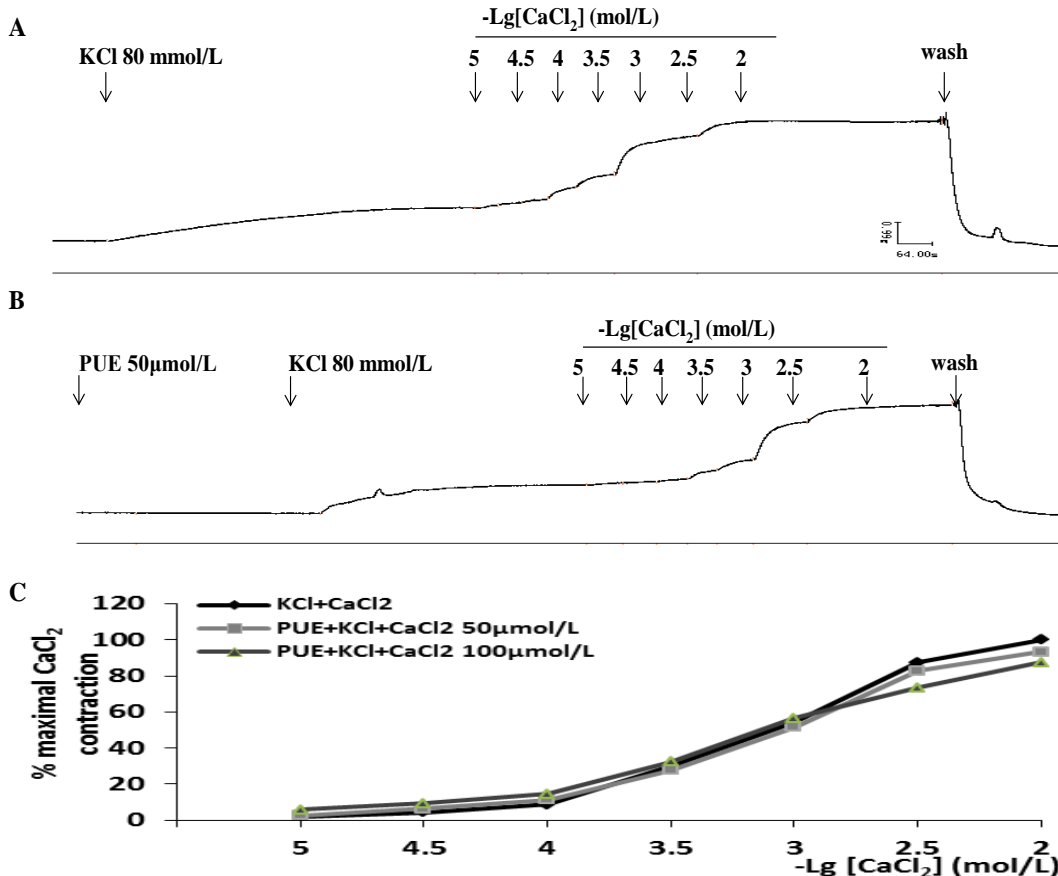 A
-Lg[CaCl2] (mol/L)
KCl 80 mmol/L
5 4.5 4 3.5 3 2.5 2
wash
64.00s
B
-Lg[CaCl2] (mol/L)
PUE 50μmol/L
KCl 80 mmol/L
5 4.5 4 3.5 3 2.5 2
wash
C
% maximal CaCl2
contraction
120
100
80
60
40
20
0
KCl+CaCl2
PUE+KCl+CaCl2 50μmol/L
PUE+KCl+CaCl2 100μmol/L
5 4.5 4 3.5 3 2.5 2
-Lg [CaCl2] (mol/L)